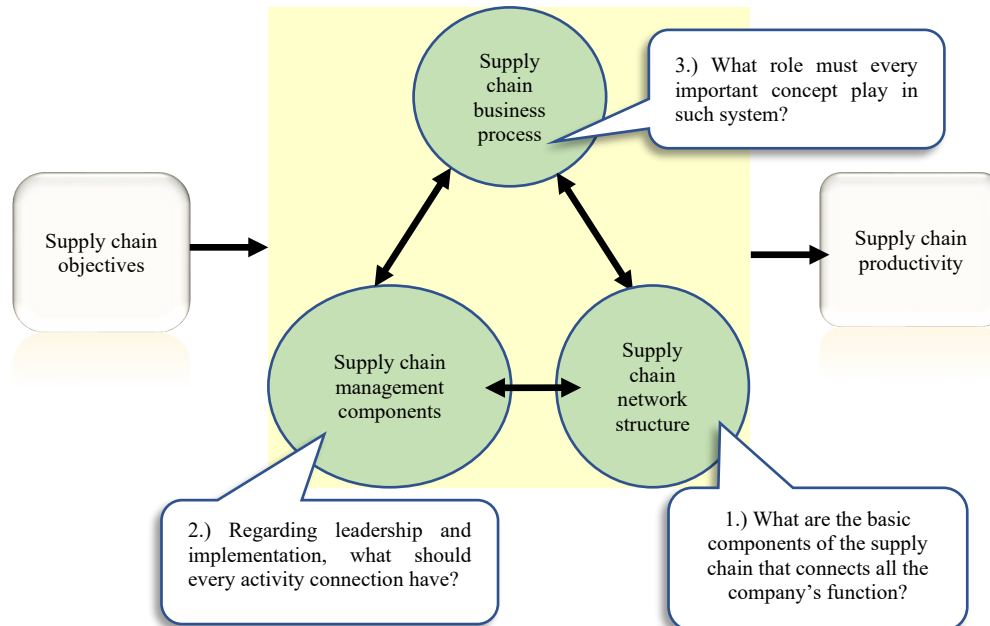 Supply
chain
business
process
3.) What role must every
important concept play in
such system?
Supply chain
objectives
Supply chain
productivity
Supply chain
management
components
Supply
chain
network
structure
2.) Regarding leadership and
implementation, what should
every activity connection have?
1.) What are the basic
components of the supply
chain that connects all the
company’s function?